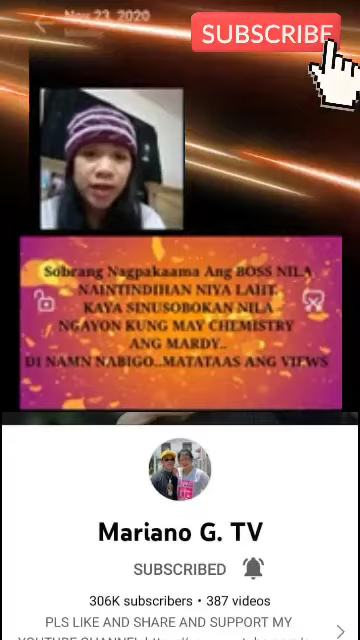 Nov 23, 2020
SUBSCRIBE
Sobrang Nagpakaama Ang BOSS NILA
NAINTINDIHAN NIYA LAHT
KAYA SINUSOBOKAN NILA
NGAYON KUNG MAY CHEMISTRY
ANG MARDY..
DI NAMN NABIGO..MATATAAS ANG VIEWS
Mariano G. TV
SUBSCRIBED
306K subscribers • 387 videos
PLS LIKE AND SHARE AND SUPPORT MY
YOUTUBE CHANNEL